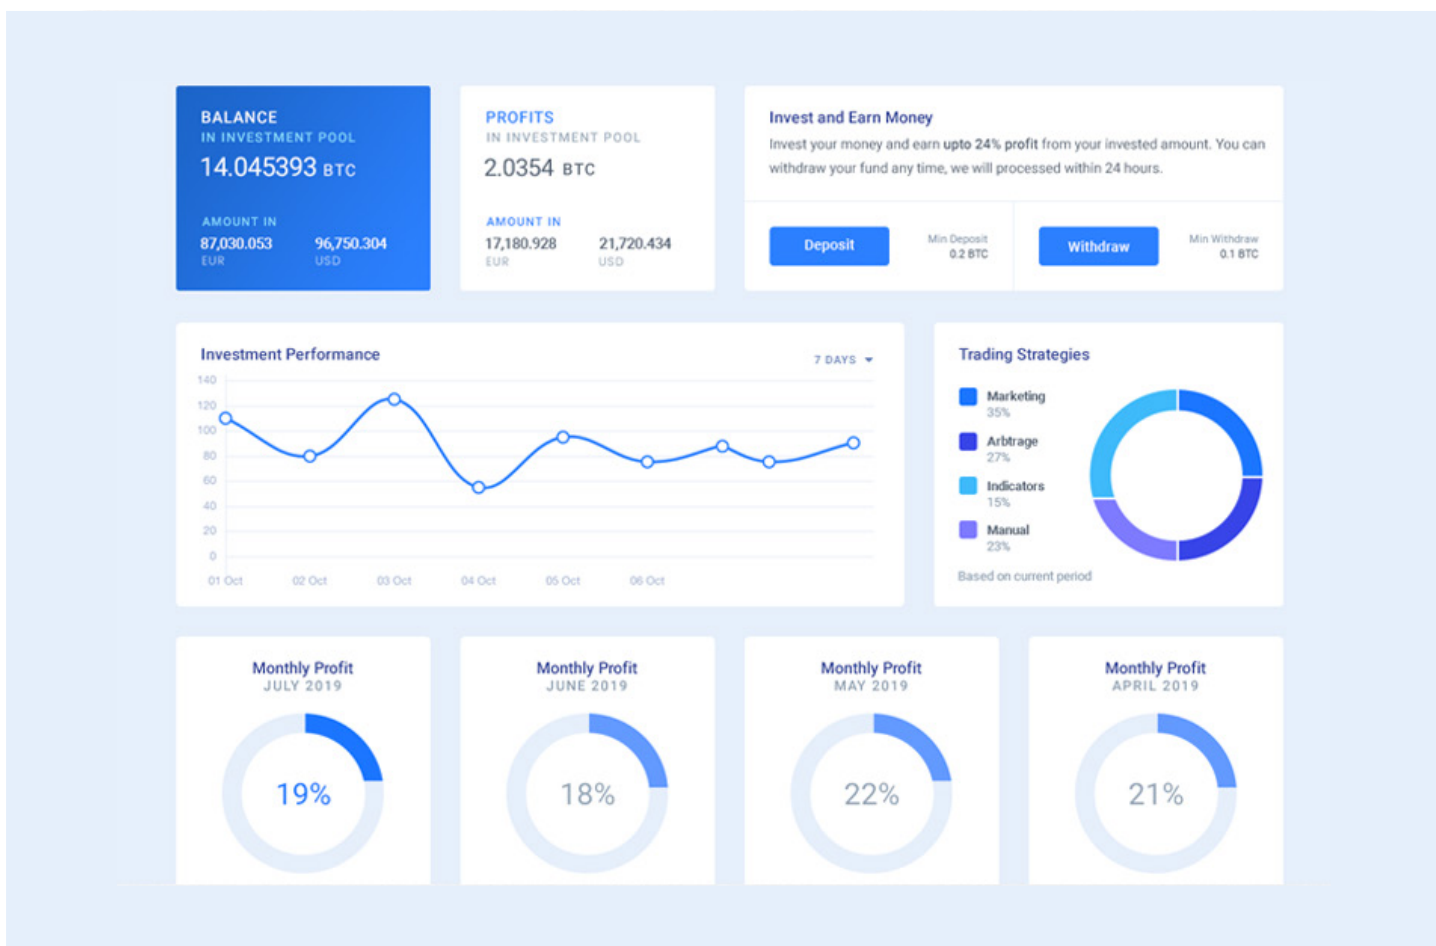 BALANCE
IN INVESTMENT POOL
14.045393 BTC
AMOUNT IN
87,030.053 96,750.304
EUR USD
PROFITS
IN INVESTMENT POOL
2.0354 BTC
AMOUNT IN
17,180.928 21,720.434
EUR USD
Invest and Earn Money
Invest your money and earn upto 24% profit from your invested amount. You can
withdraw your fund any time, we will processed within 24 hours.
Deposit
Min Deposit
0.2 BTC
Withdraw
Min Withdraw
0.1 BTC
Investment Performance
7 DAYS
140
120
100
80
60
40
20
0
01 Oct 02 Oct 03 Oct 04 Oct 05 Oct 06 Oct
Trading Strategies
Marketing
35%
Arbtrage
27%
Indicators
15%
Manual
23%
Based on current period
Monthly Profit
JULY 2019
19%
Monthly Profit
JUNE 2019
18%
Monthly Profit
MAY 2019
22%
Monthly Profit
APRIL 2019
21%